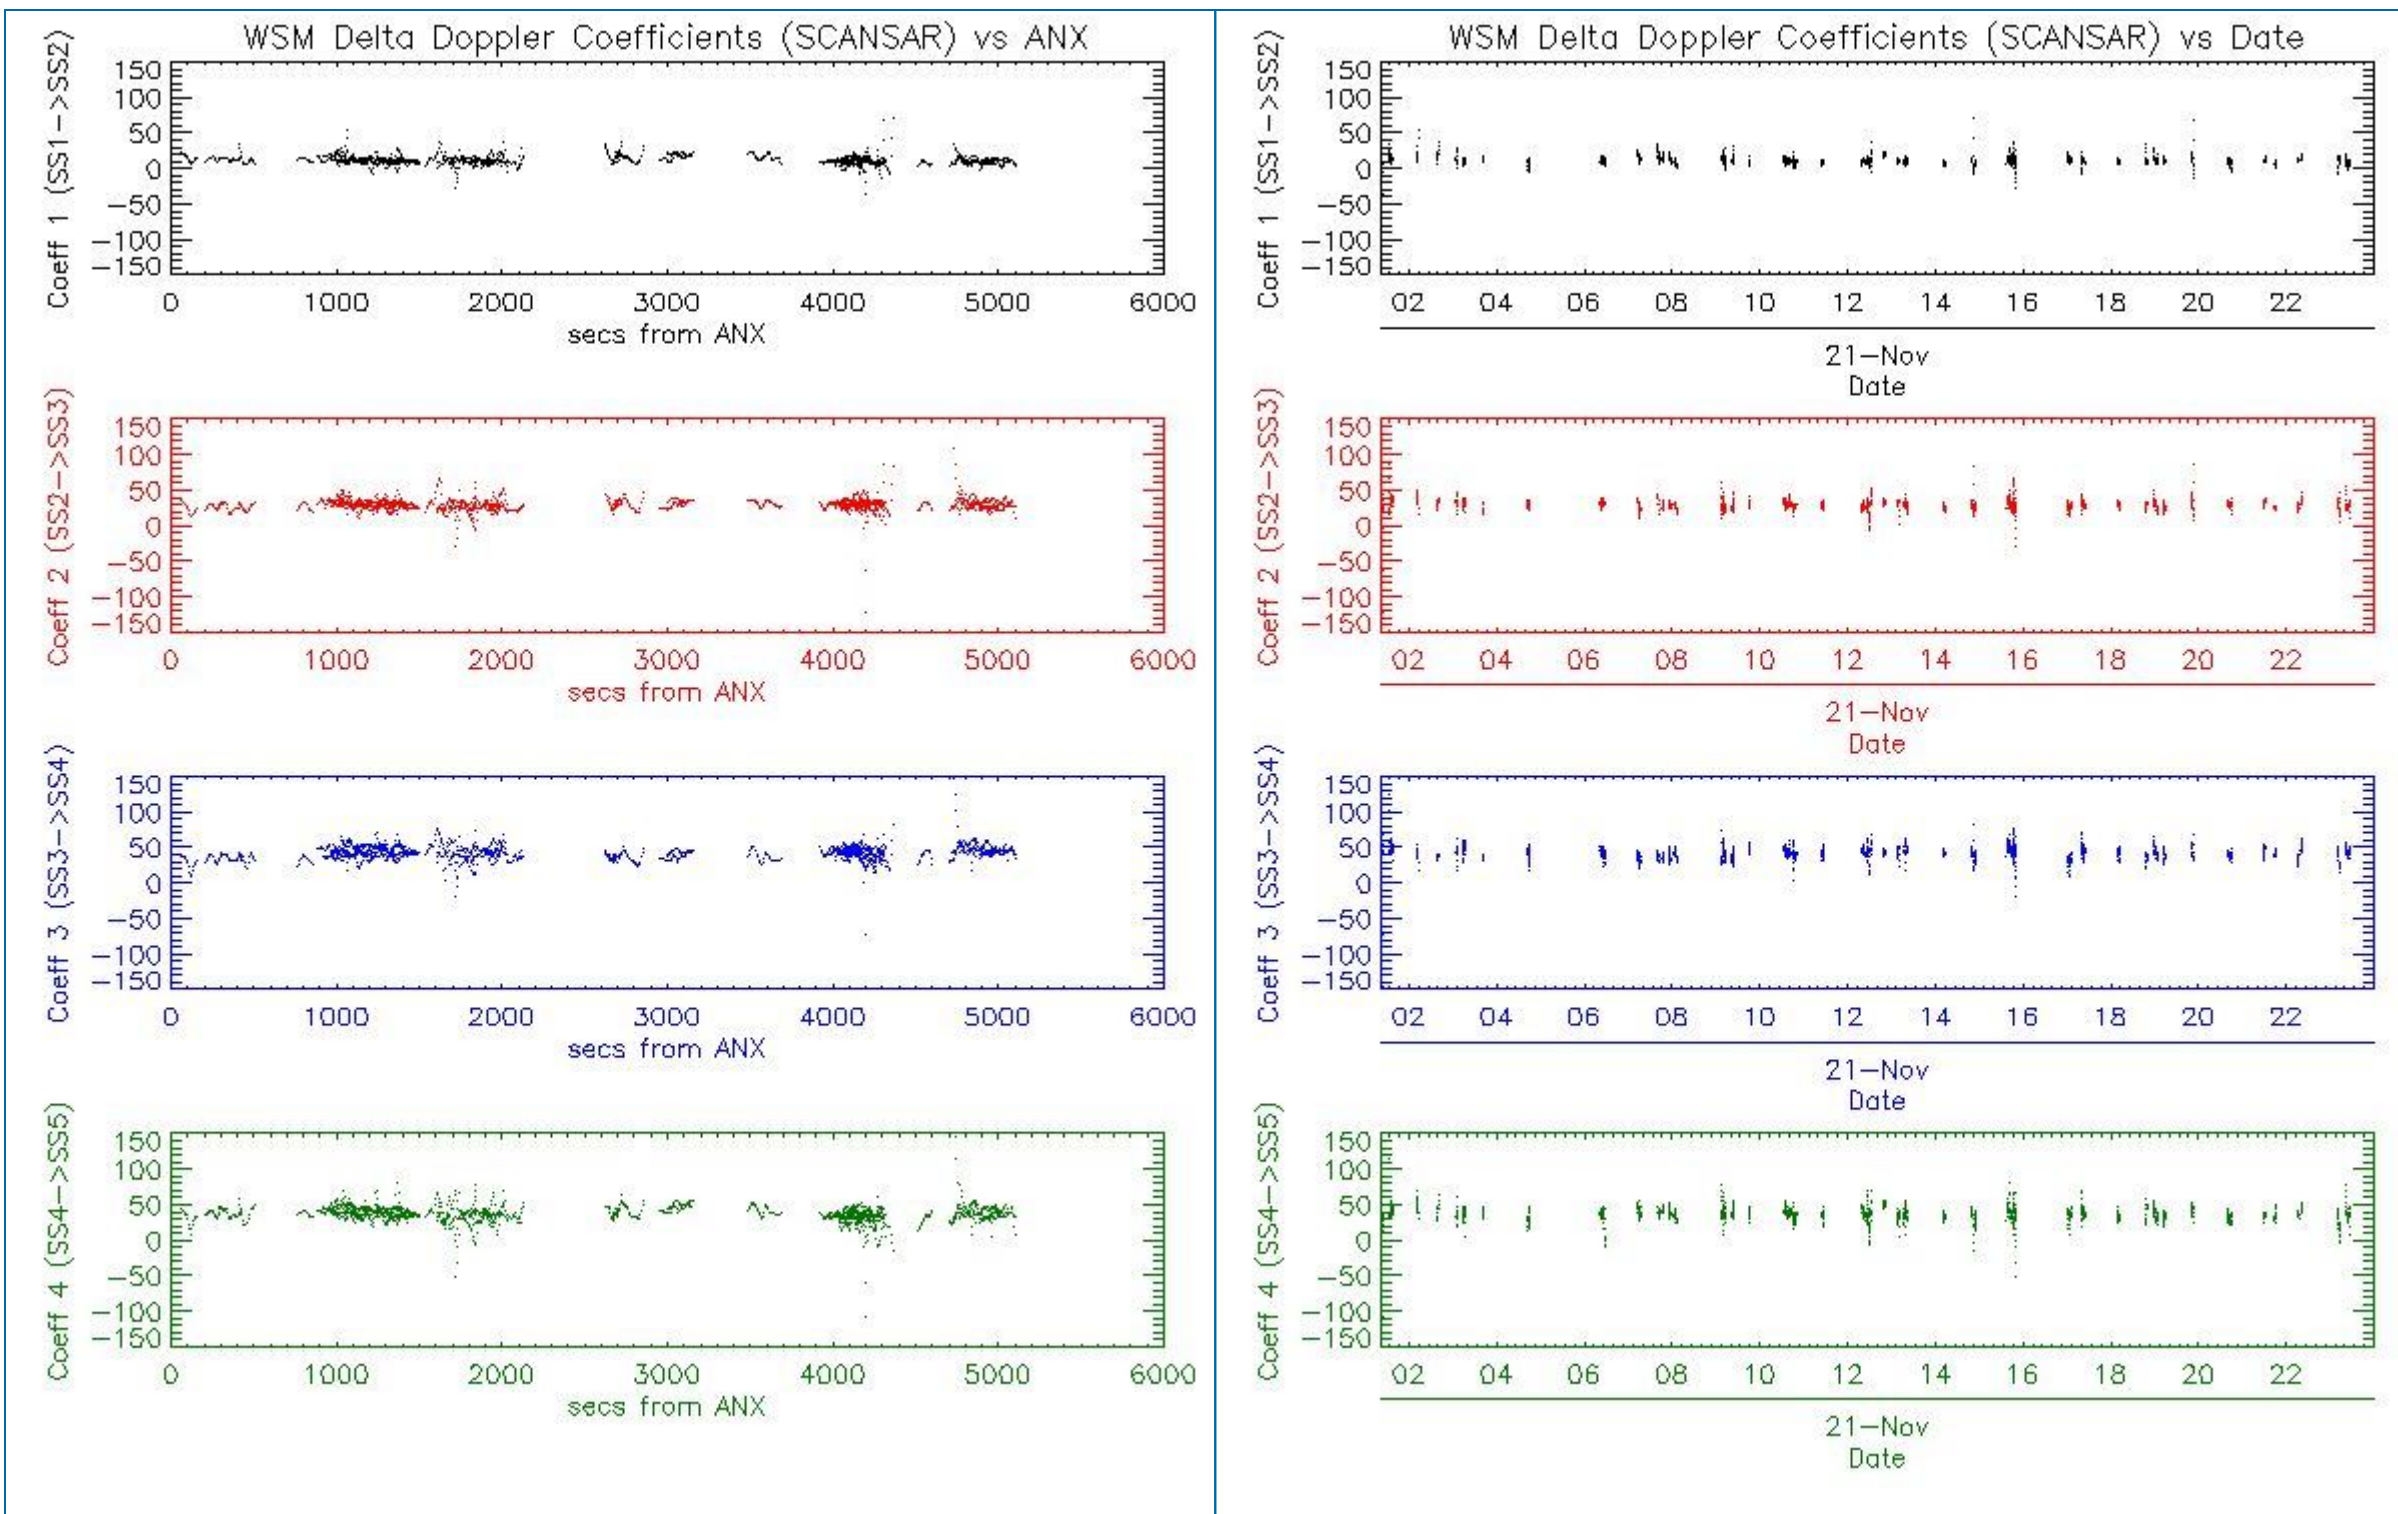 WSM Delta Doppler Coefficients (SCANSAR) vs ANX
Coeff 1 (SS1->SS2)
150
100
50
0
-50
-100
-150
0 1000 2000 3000 4000 5000 6000
secs from ANX
Coeff 2 (SS2->SS3)
150
100
50
0
-50
-100
-150
0 1000 2000 3000 4000 5000 6000
secs from ANX
Coeff 3 (SS3->SS4)
150
100
50
0
-50
-100
-150
0 1000 2000 3000 4000 5000 6000
secs from ANX
Coeff 4 (SS4->SS5)
150
100
50
0
-50
-100
-150
0 1000 2000 3000 4000 5000 6000
secs from ANX
WSM Delta Doppler Coefficients (SCANSAR) vs Date
Coeff 1 (SS1->SS2)
150
100
50
0
-50
-100
-150
02 04 06 08 10 12 14 16 18 20 22
21-Nov
Date
Coeff 2 (SS2->SS3)
150
100
50
0
-50
-100
-150
02 04 06 08 10 12 14 16 18 20 22
21-Nov
Date
Coeff 3 (SS3->SS4)
150
100
50
0
-50
-100
-150
02 04 06 08 10 12 14 16 18 20 22
21-Nov
Date
Coeff 4 (SS4->SS5)
150
100
50
0
-50
-100
-150
02 04 06 08 10 12 14 16 18 20 22
21-Nov
Date